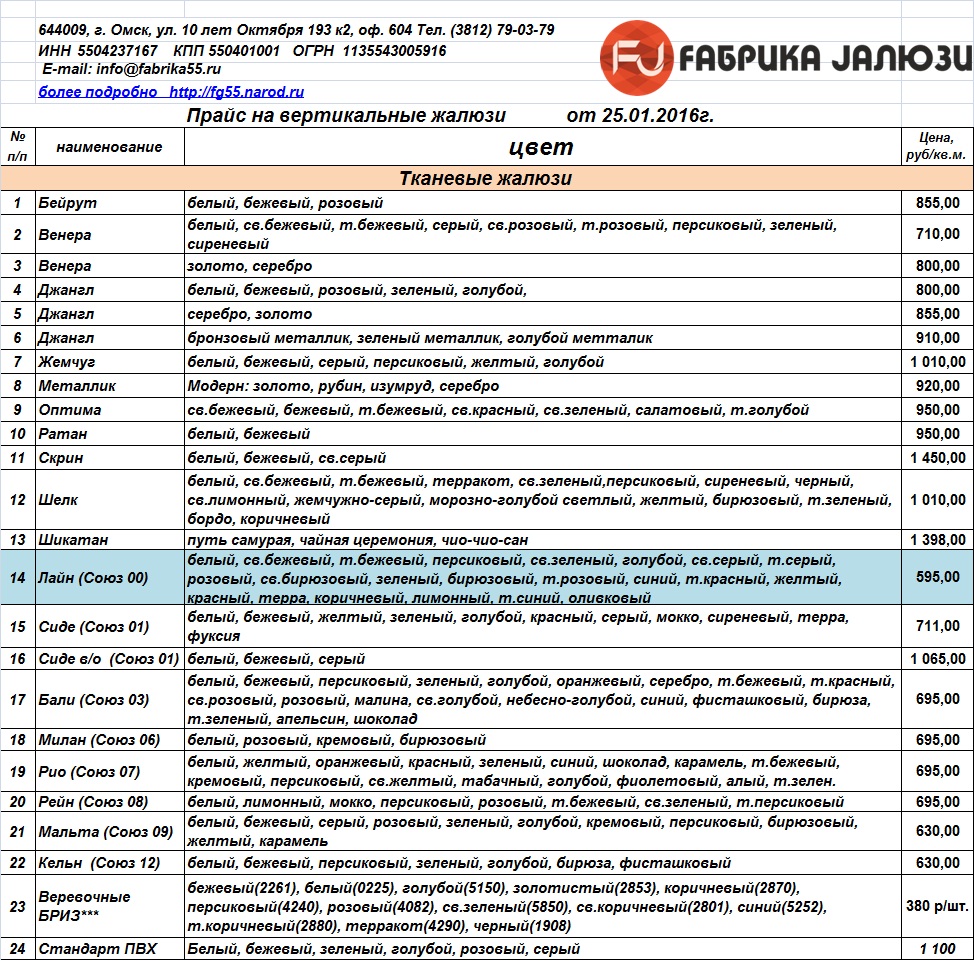 644009, г. Омск, ул. 10 лет Октября 193 к2, оф. 604 Тел. (3812) 79-03-79
ИНН 5504237167 КПП 550401001 ОГРН 1135543005916
E-mail: info@fabrika55.ru
более подробно http://fg55.narod.ru
FU FАБРИКА JАЛЮЗИ
Прайс на вертикальные жалюзи от 25.01.2016г.
№ п/п наименование цвет Цена, руб/кв.м.
Тканевые жалюзи
1 Бейрут белый, бежевый, розовый 855,00
2 Венера белый, св.бежевый, т.бежевый, серый, св.розовый, т.розовый, персиковый, зеленый,
сиреневый 710,00
3 Венера золото, серебро 800,00
4 Джангл белый, бежевый, розовый, зеленый, голубой, 800,00
5 Джангл серебро, золото 855,00
6 Джангл бронзовый металлик, зеленый металлик, голубой метталик 910,00
7 Жемчуг белый, бежевый, серый, персиковый, желтый, голубой 1 010,00
8 Металлик Модерн: золото, рубин, изумруд, серебро 920,00
9 Оптима св.бежевый, бежевый, т.бежевый, св.красный, св.зеленый, салатовый, т.голубой 950,00
10 Ратан белый, бежевый 950,00
11 Скрин белый, бежевый, св.серый 1 450,00
белый, св.бежевый, т.бежевый, терракот, св.зеленый,персиковый, сиреневый, черный,
12 Шелк св.лимонный, жемчужно-серый, морозно-голубой светлый, желтый, бирюзовый, т.зеленый, 1 010,00
бордо, коричневый
13 Шикатан путь самурая, чайная церемония, чио-чио-сан 1 398,00
белый, св.бежевый, т.бежевый, персиковый, св.зеленый, голубой, св.серый, т.серый,
14 Лайн (Союз 00) розовый, св.бирюзовый, зеленый, бирюзовый, т.розовый, синий, т.красный, желтый, 595,00
красный, терра, коричневый, лимонный, т.синий, оливковый
15 Сиде (Союз 01) белый, бежевый, желтый, зеленый, голубой, красный, серый, мокко, сиреневый, терра,
фуксия 711,00
16 Сиде в/о (Союз 01) белый, бежевый, серый 1 065,00
белый, бежевый, персиковый, зеленый, голубой, оранжевый, серебро, т.бежевый, т.красный,
17 Бали (Союз 03) св.розовый, розовый, малина, св.голубой, небесно-голубой, синий, фисташковый, бирюза, 695,00
т.зеленый, апельсин, шоколад
18 Милан (Союз 06) белый, розовый, кремовый, бирюзовый 695,00
19 Рио (Союз 07) белый, желтый, оранжевый, красный, зеленый, синий, шоколад, карамель, т.бежевый,
кремовый, персиковый, св.желтый, табачный, голубой, фиолетовый, алый, т.зелен. 695,00
20 Рейн (Союз 08) белый, лимонный, мокко, персиковый, розовый, т.бежевый, св.зеленый, т.персиковый 695,00
21 Мальта (Союз 09) белый, бежевый, серый, розовый, зеленый, голубой, кремовый, персиковый, бирюзовый,
желтый, карамель 630,00
22 Кельн (Союз 12) белый, бежевый, персиковый, зеленый, голубой, бирюза, фисташковый 630,00
23 Веревочные бежевый(2261), белый(0225), голубой(5150), золотистый(2853), коричневый(2870),
БРИЗ*** персиковый(4240), розовый(4082), св.зеленый(5850), св.коричневый(2801), синий(5252), 380 р/шт.
т.коричневый(2880), терракот(4290), черный(1908)
24 Стандарт ПВХ Белый, бежевый, зеленый, голубой, розовый, серый 1 100